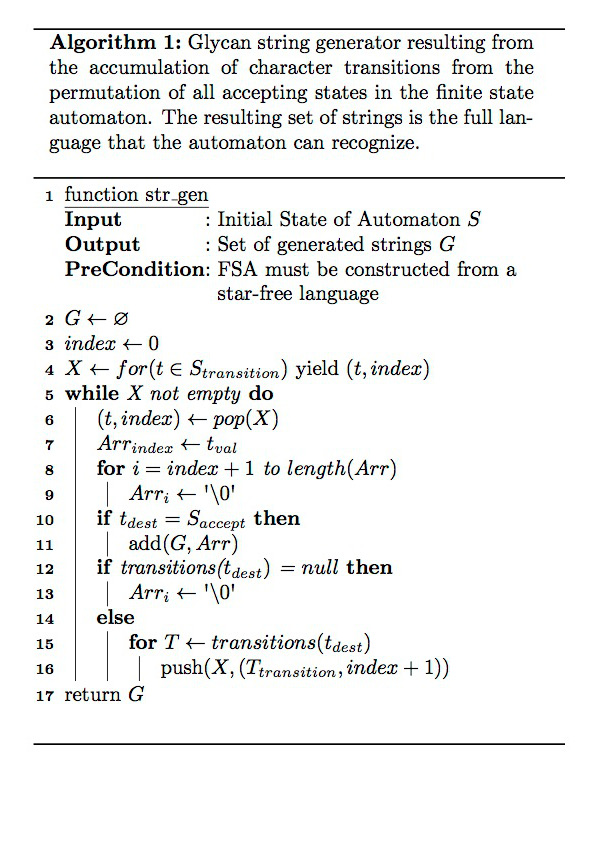 Algorithm 1: Glycan string generator resulting from
the accumulation of character transitions from the
permutation of all accepting states in the finite state
automaton. The resulting set of strings is the full lan-
guage that the automaton can recognize.
1 function str_gen
Input : Initial State of Automaton S
Output : Set of generated strings G
PreCondition: FSA must be constructed from a
star-free language
2 G ← ∅
3 index ← 0
4 X ← for(t ∈ S_transition) yield (t, index)
5 while X not empty do
6 (t, index) ← pop(X)
7 Arr_index ← t_val
8 for i = index + 1 to length(Arr)
9 Arr_i ← '\0'
10 if t_dest = S_accept then
11 add(G, Arr)
12 if transitions(t_dest) = null then
13 Arr_i ← '\0'
14 else
15 for T ← transitions(t_dest)
16 push(X, (T_transition, index + 1))
17 return G